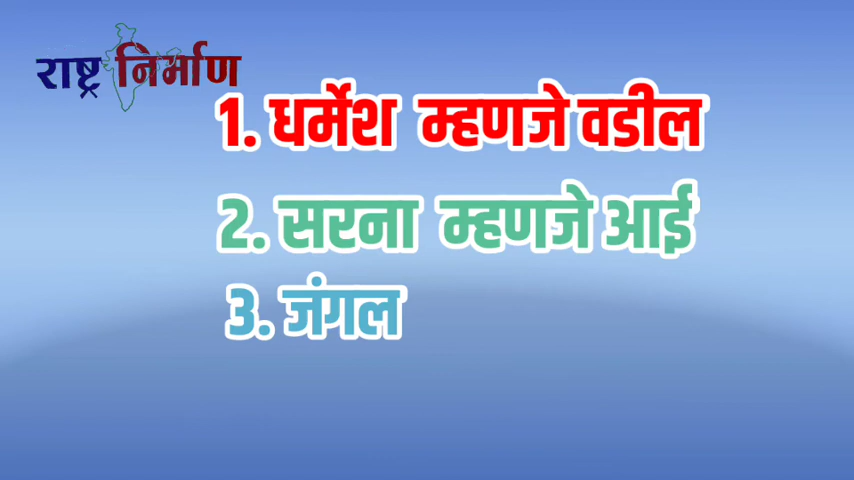 राष्ट्र निर्माण
1. धर्मेश म्हणजे वडील
2. सरना म्हणजे आई
3. जंगल